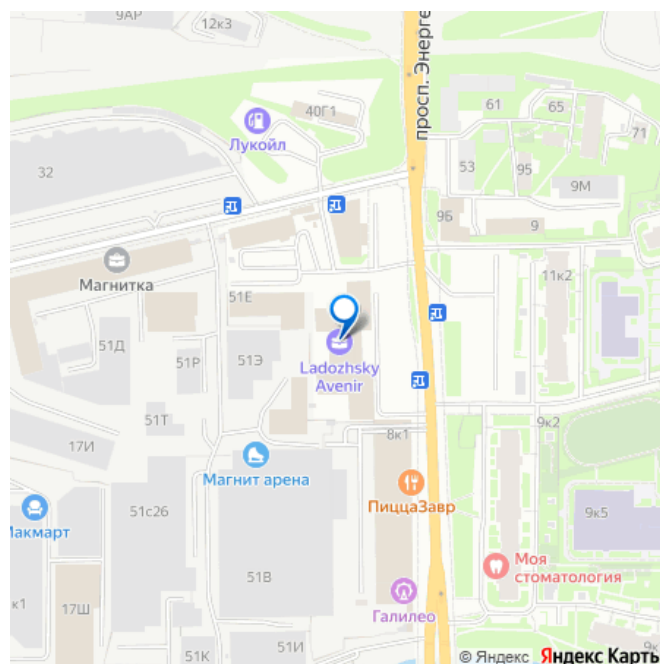 9АР
12к3
просп. Энерге
40Г1
Лукойл
61
65
71
53
95
32
9М
9Б
9
Магнитка
51Е
11к2
51Д
51Р
51Э
Ladozhsky
Avenir
51Т
17И
8к1
9к2
Магнит арена
ПиццаЗавр
Макмарт
51с26
9к5
51В
Моя
стоматология
к1
17Ш
Галилео
51К
51И
9к
© Яндекс Яндекс Карты